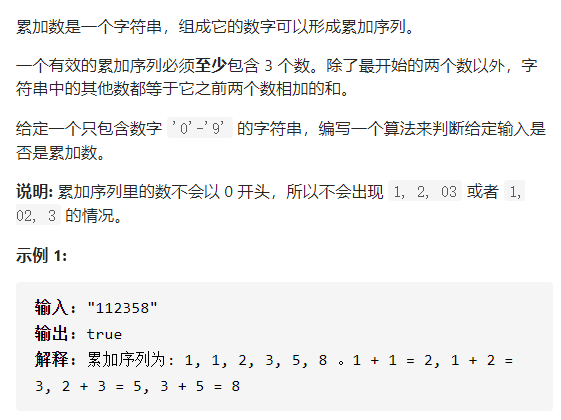 累加数是一个字符串，组成它的数字可以形成累加序列。
一个有效的累加序列必须至少包含 3 个数。除了最开始的两个数以外，字
符串中的其他数都等于它之前两个数相加的和。
给定一个只包含数字 '0'-'9' 的字符串，编写一个算法来判断给定输入是
否是累加数。
说明: 累加序列里的数不会以 0 开头，所以不会出现 1, 2, 03 或者 1,
02, 3 的情况。
示例 1:
输入: "112358"
输出: true
解释: 累加序列为: 1, 1, 2, 3, 5, 8 。1 + 1 = 2, 1 + 2 =
3, 2 + 3 = 5, 3 + 5 = 8